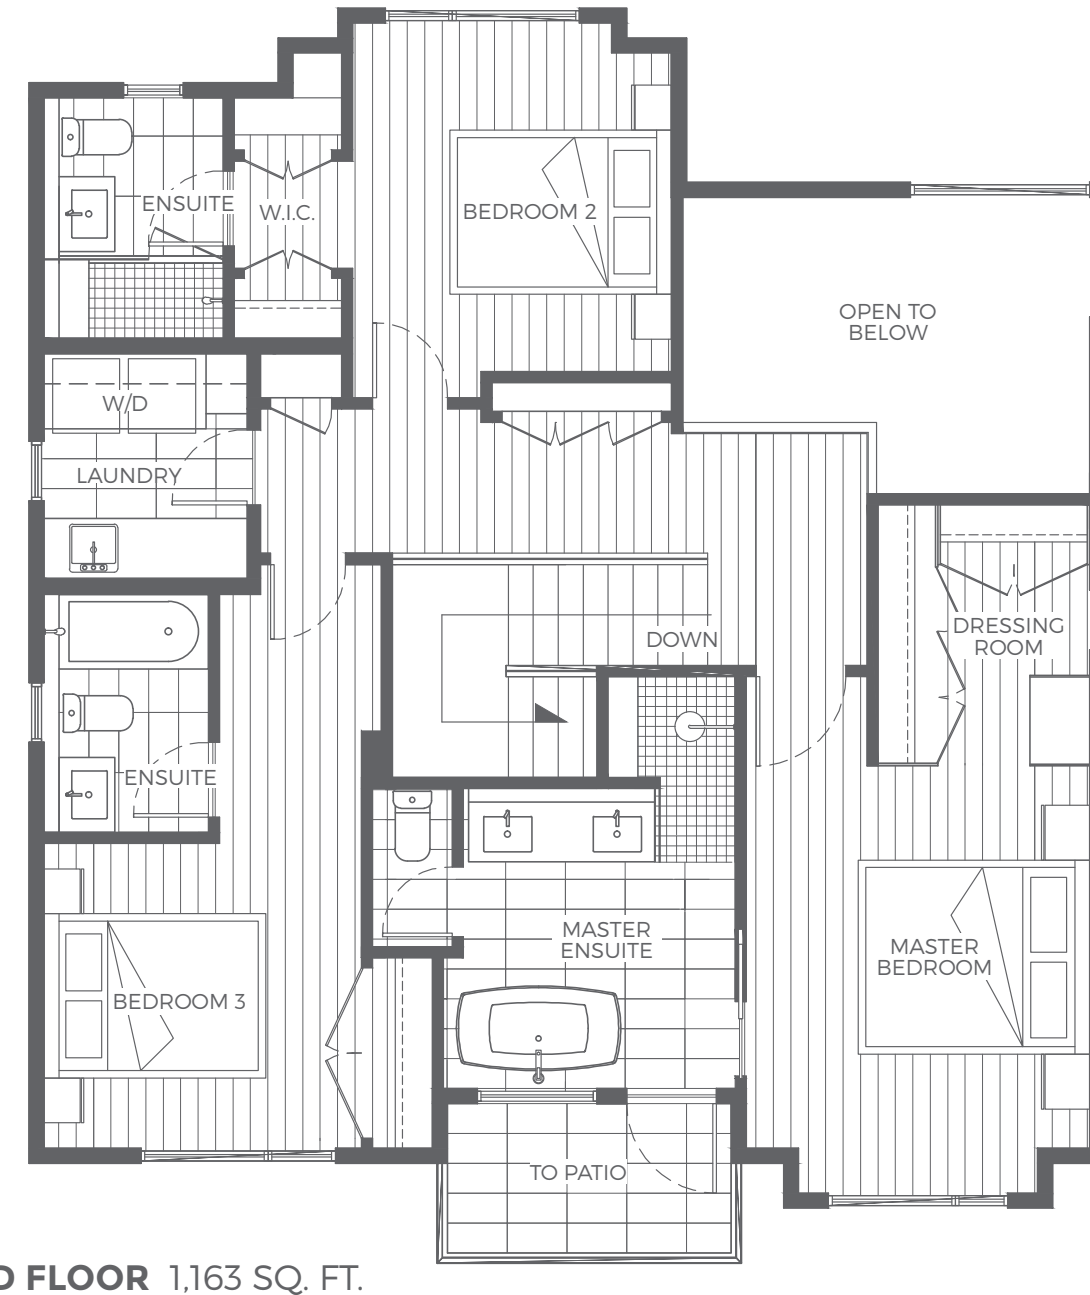 ENSUITE
W.I.C.
BEDROOM 2
OPEN TO
BELOW
W/D
LAUNDRY
DOWN
DRESSING
ROOM
ENSUITE
MASTER
ENSUITE
MASTER
BEDROOM
BEDROOM 3
TO PATIO
D FLOOR 1,163 SQ. FT.